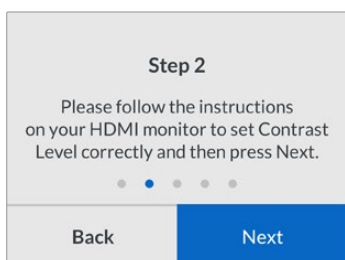 Step 2
Please follow the instructions
on your HDMI monitor to set Contrast
Level correctly and then press Next.
Back
Next